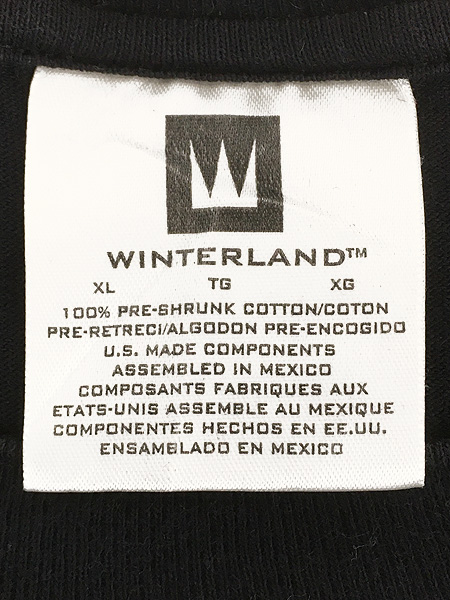 WINTERLAND™
XL TG XG
100% PRE-SHRUNK COTTON/COTON
PRE-RETRECI/ALGODON PRE-ENCOGIDO
U.S. MADE COMPONENTS
ASSEMBLED IN MEXICO
COMPOSANTS FABRIQUES AUX
ETATS-UNIS ASSEMBLE AU MEXIQUE
COMPONENTES HECHOS EN EE.UU.
ENSAMBLADO EN MEXICO